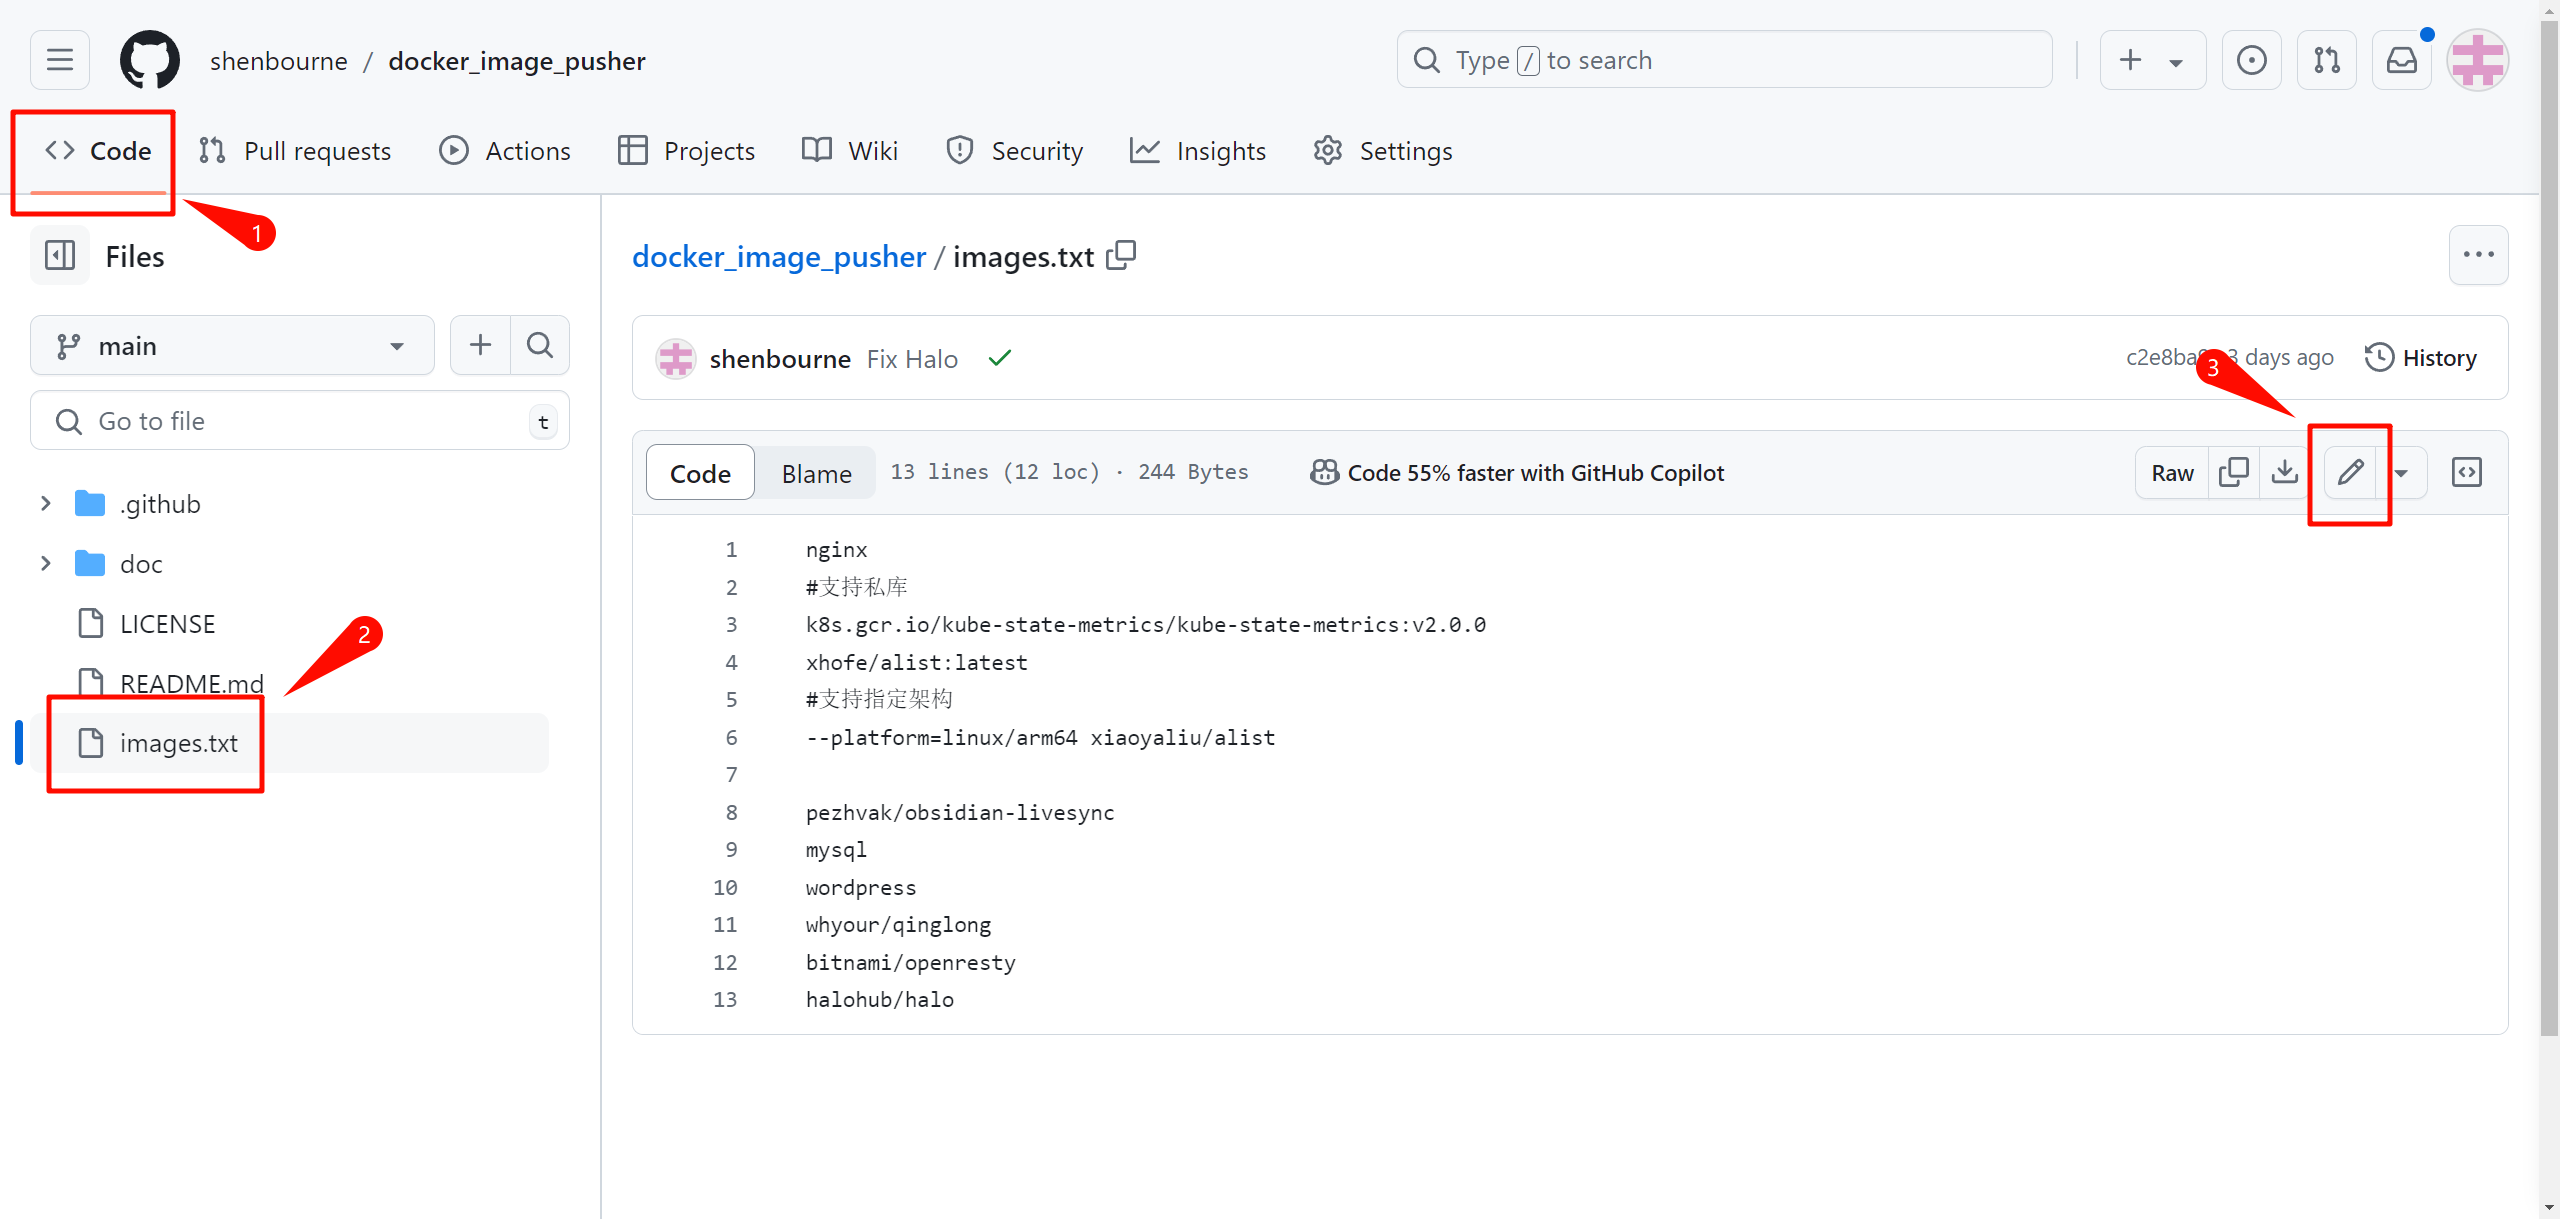 shenbourne / docker_image_pusher
Type / to search
Code
Pull requests
Actions
Projects
Wiki
Security
Insights
Settings
1
Files
docker_image_pusher / images.txt
main
shenbourne Fix Halo
3 days ago
History
3
Go to file
t
Code
Blame
13 lines (12 loc) · 244 Bytes
Code 55% faster with GitHub Copilot
Raw
.github
doc
LICENSE
2
README.md
images.txt
1 nginx
2 #支持私库
3 k8s.gcr.io/kube-state-metrics/kube-state-metrics:v2.0.0
4 xhofe/alist:latest
5 #支持指定架构
6 --platform=linux/arm64 xiaoyaliu/alist
7
8 pezhvak/obsidian-livesync
9 mysql
10 wordpress
11 whyour/qinglong
12 bitnami/openresty
13 halohub/halo